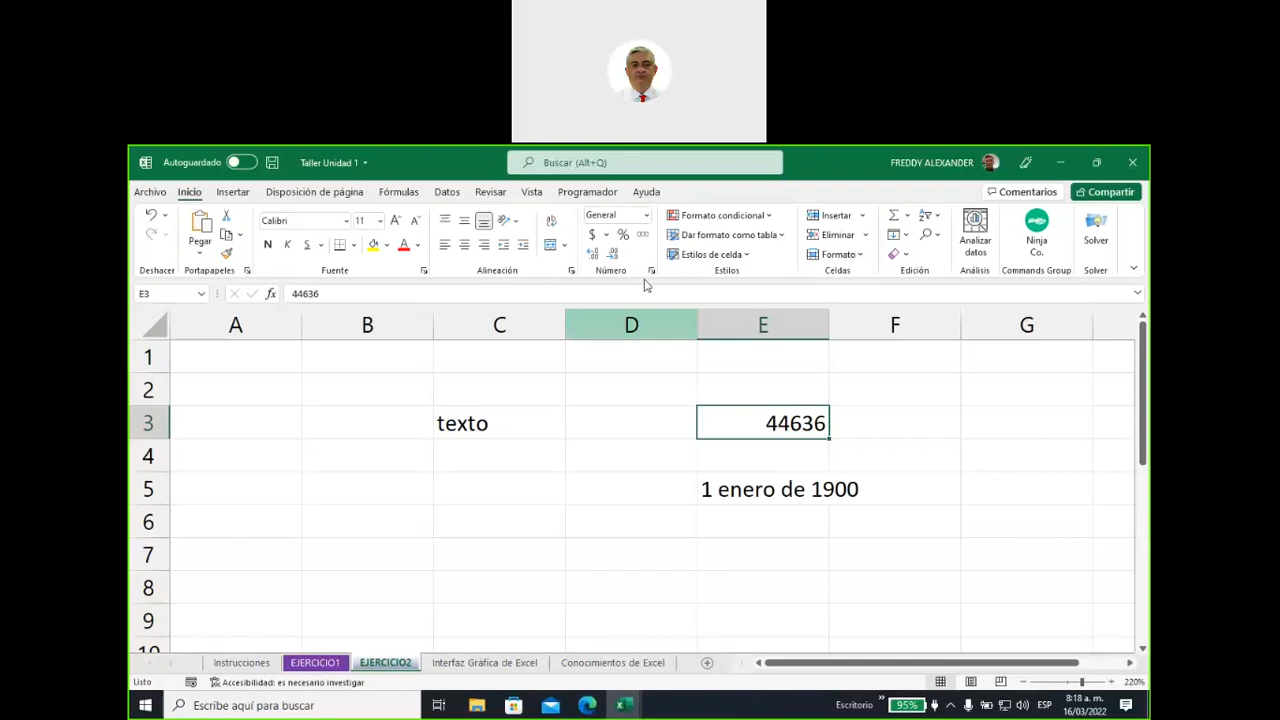 Autoguardado Taller Unidad 1 Buscar (Alt+Q) FREDDY ALEXANDER
Archivo Inicio Insertar Disposición de página Fórmulas Datos Revisar Vista Programador Ayuda Comentarios Compartir
Pegar Calibri 11 General Formato condicional Insertar Analizar datos Ninja Co. Solver
N K S $ % 000 Dar formato como tabla Eliminar
Estilos de celda Formato
Deshacer Portapapeles Fuente Alineación Número Estilos Celdas Edición Análisis Commands Group Solver
E3 fx 44636
A B C D E F G
1
2
3 texto 44636
4
5 1 enero de 1900
6
7
8
9
10
Instrucciones EJERCICIO1 EJERCICIO2 Interfaz Gráfica de Excel Conocimientos de Excel
Listo Accesibilidad: es necesario investigar 220%
Escribe aquí para buscar Escritorio 95% ESP 8:18 a. m.
16/03/2022